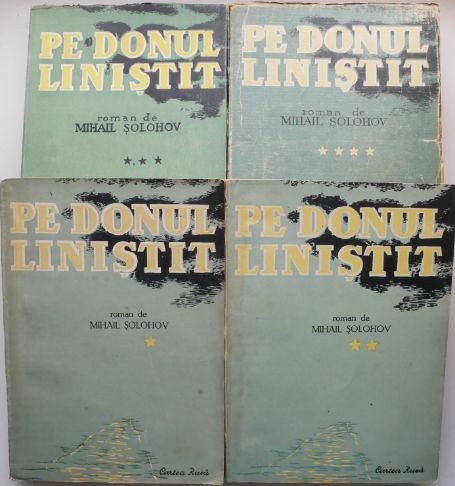 PE DONUL
LINIŞTIT
roman de
MIHAIL ŞOLOHOV
PE DONUL
LINIŞTIT
roman de
MIHAIL ŞOLOHOV
PE DONUL
LINIŞTIT
roman de
MIHAIL ŞOLOHOV
Cartea Rusă
PE DONUL
LINIŞTIT
roman de
MIHAIL ŞOLOHOV
Cartea Rusă